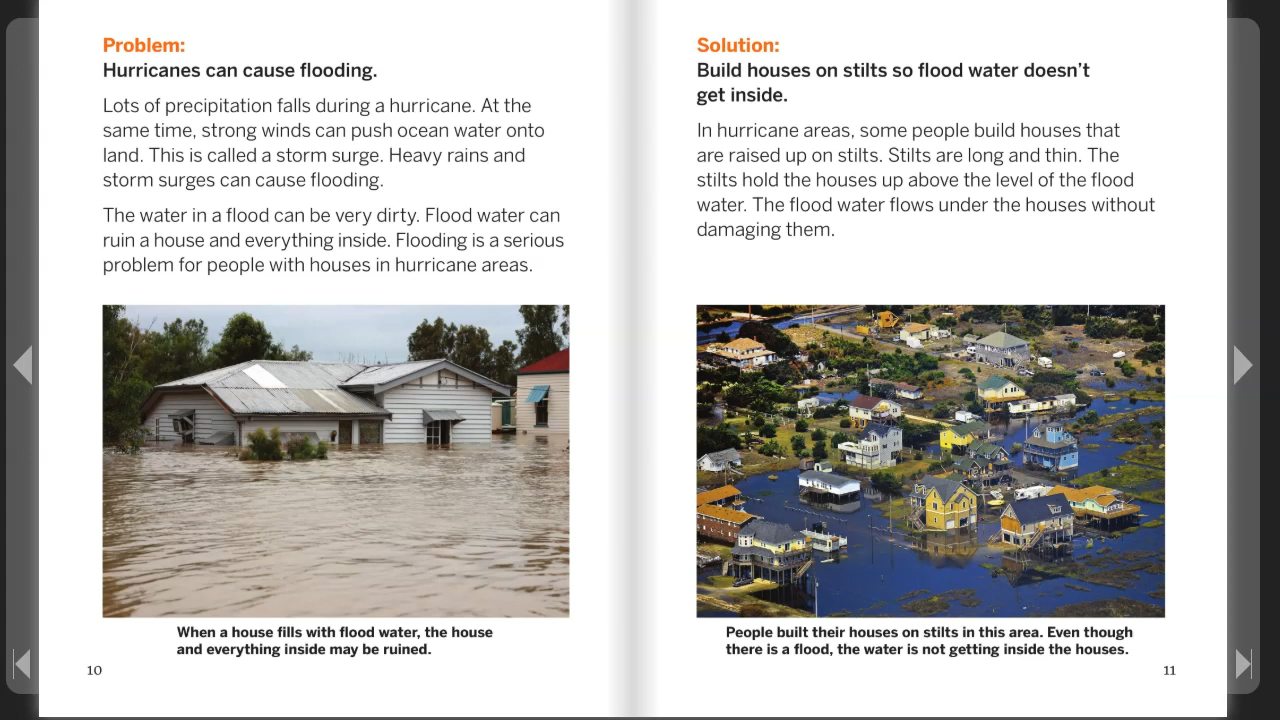 Problem:
Hurricanes can cause flooding.
Lots of precipitation falls during a hurricane. At the
same time, strong winds can push ocean water onto
land. This is called a storm surge. Heavy rains and
storm surges can cause flooding.
The water in a flood can be very dirty. Flood water can
ruin a house and everything inside. Flooding is a serious
problem for people with houses in hurricane areas.
When a house fills with flood water, the house
and everything inside may be ruined.
10
Solution:
Build houses on stilts so flood water doesn’t
get inside.
In hurricane areas, some people build houses that
are raised up on stilts. Stilts are long and thin. The
stilts hold the houses up above the level of the flood
water. The flood water flows under the houses without
damaging them.
People built their houses on stilts in this area. Even though
there is a flood, the water is not getting inside the houses.
11